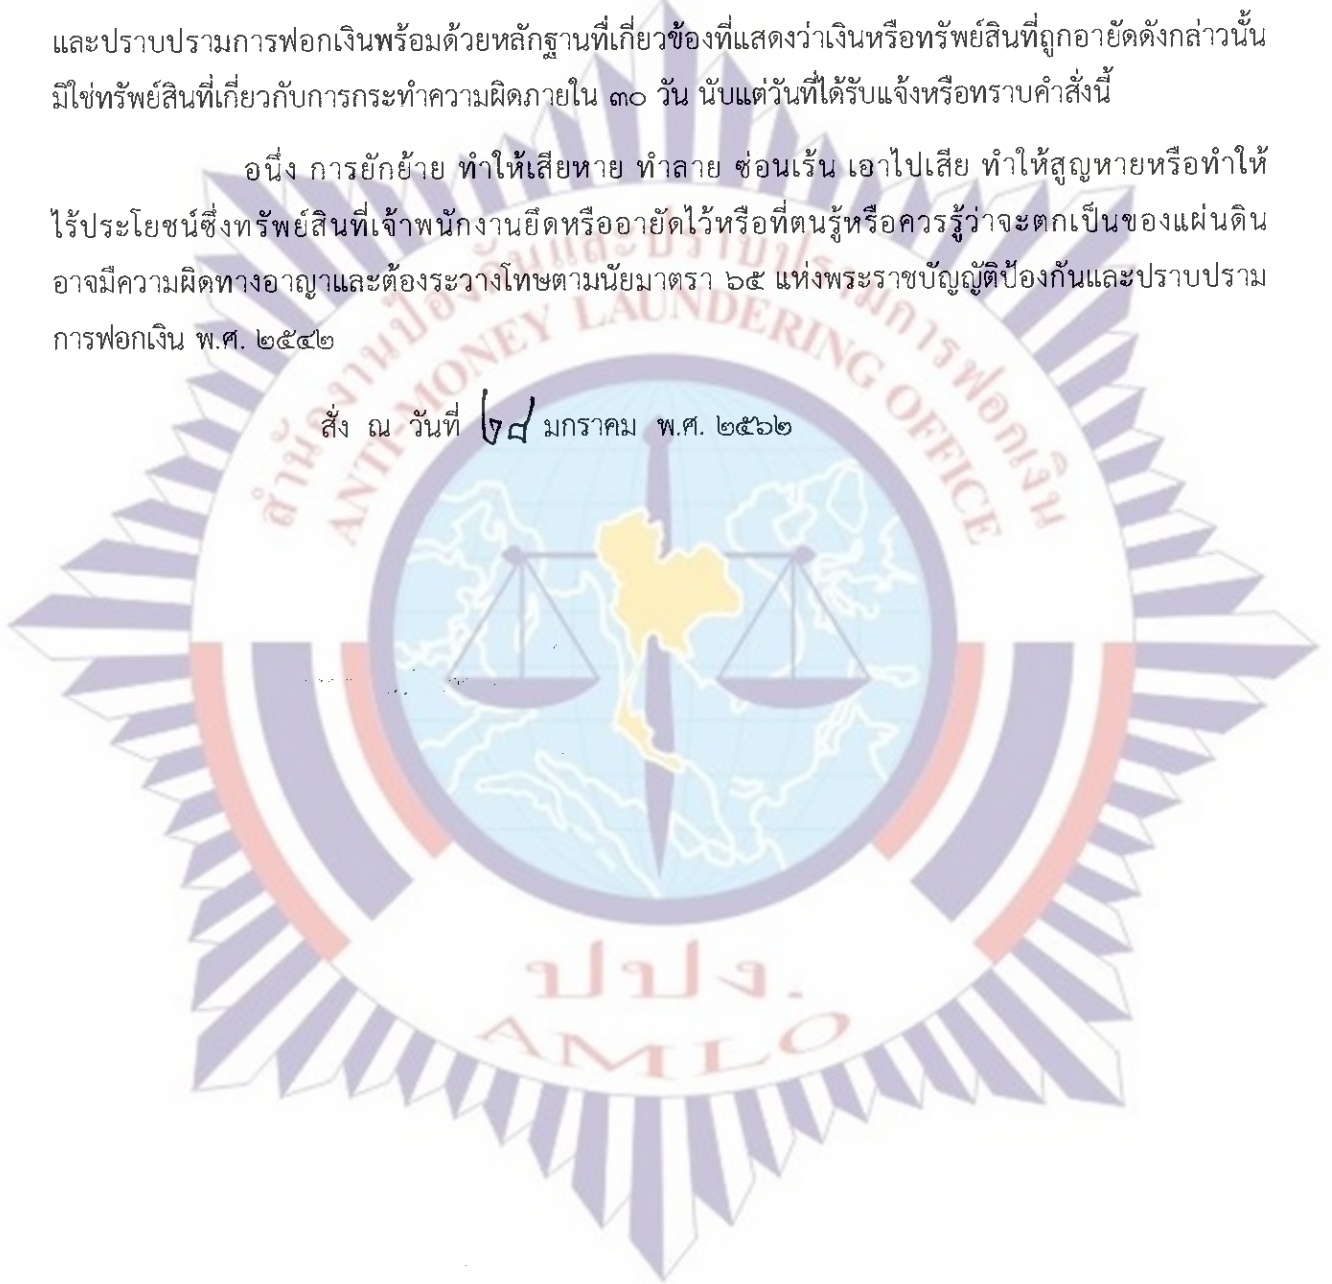 และปราบปรามการฟอกเงินพร้อมด้วยหลักฐานที่เกี่ยวข้องที่แสดงว่าเงินหรือทรัพย์สินที่ถูกอายัดดังกล่าวนั้น
มิใช่ทรัพย์สินที่เกี่ยวกับการกระทำความผิดภายใน ๓๐ วัน นับแต่วันที่ได้รับแจ้งหรือทราบคำสั่งนี้
อนึ่ง การยักย้าย ทำให้เสียหาย ทำลาย ซ่อนเร้น เอาไปเสีย ทำให้สูญหายหรือทำให้
ไร้ประโยชน์ซึ่งทรัพย์สินที่เจ้าพนักงานยึดหรืออายัดไว้หรือที่ตนรู้หรือควรรู้ว่าจะตกเป็นของแผ่นดิน
อาจมีความผิดทางอาญาและต้องระวางโทษตามนัยมาตรา ๖๕ แห่งพระราชบัญญัติป้องกันและปราบปราม
การฟอกเงิน พ.ศ. ๒๕๔๒
สั่ง ณ วันที่ ๒๘ มกราคม พ.ศ. ๒๕๖๒
สำนักงานป้องกันและปราบปรามการฟอกเงิน
ANTI-MONEY LAUNDERING OFFICE
ปปง.
AMLO